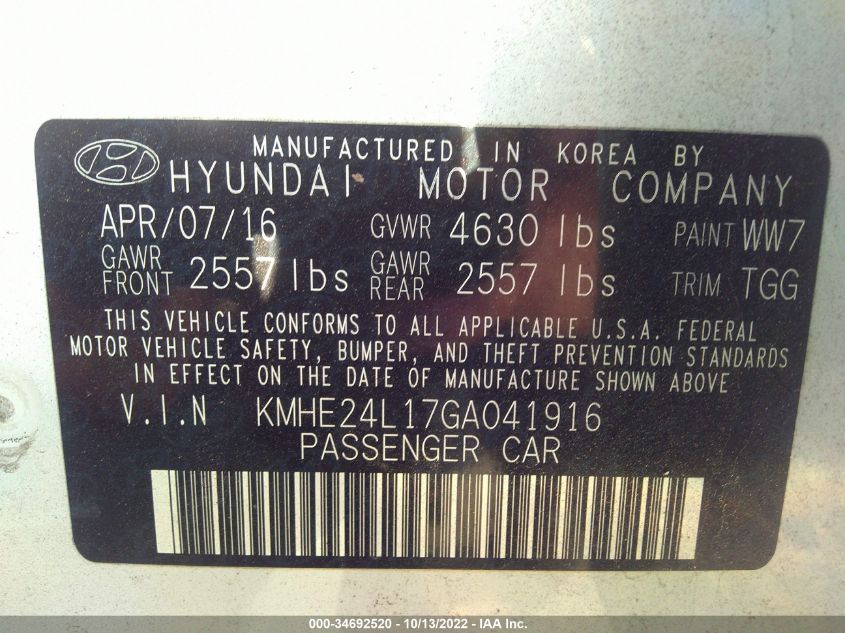 MANUFACTURED IN KOREA BY
HYUNDAI MOTOR COMPANY
APR/07/16 GVWR 4630 lbs PAINT WW7
GAWR FRONT 2557 lbs GAWR REAR 2557 lbs TRIM TGG
THIS VEHICLE CONFORMS TO ALL APPLICABLE U.S.A. FEDERAL
MOTOR VEHICLE SAFETY, BUMPER, AND THEFT PREVENTION STANDARDS
IN EFFECT ON THE DATE OF MANUFACTURE SHOWN ABOVE
V.I.N KMHE24L17GA041916
PASSENGER CAR
000-34692520 - 10/13/2022 - IAA Inc.